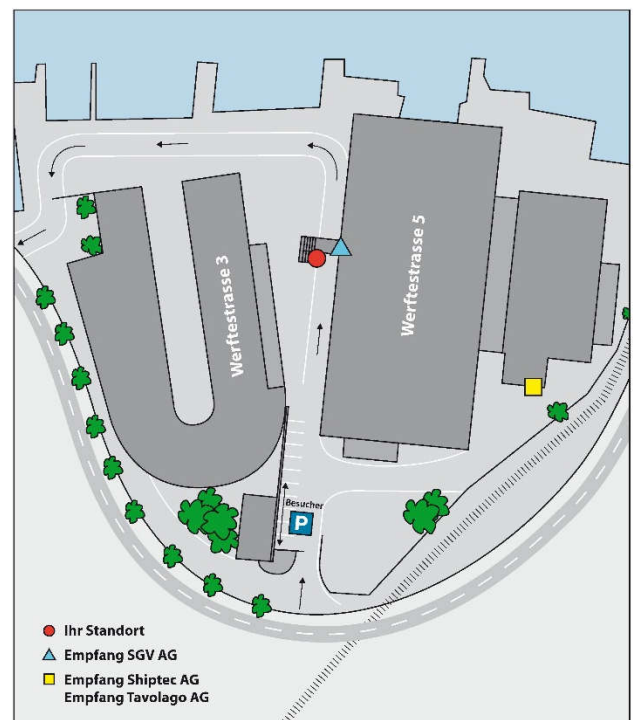 Werftestrasse 3
Werftestrasse 5
Besucher
P
Ihr Standort
Empfang SGV AG
Empfang Shiptec AG
Empfang Tavolago AG